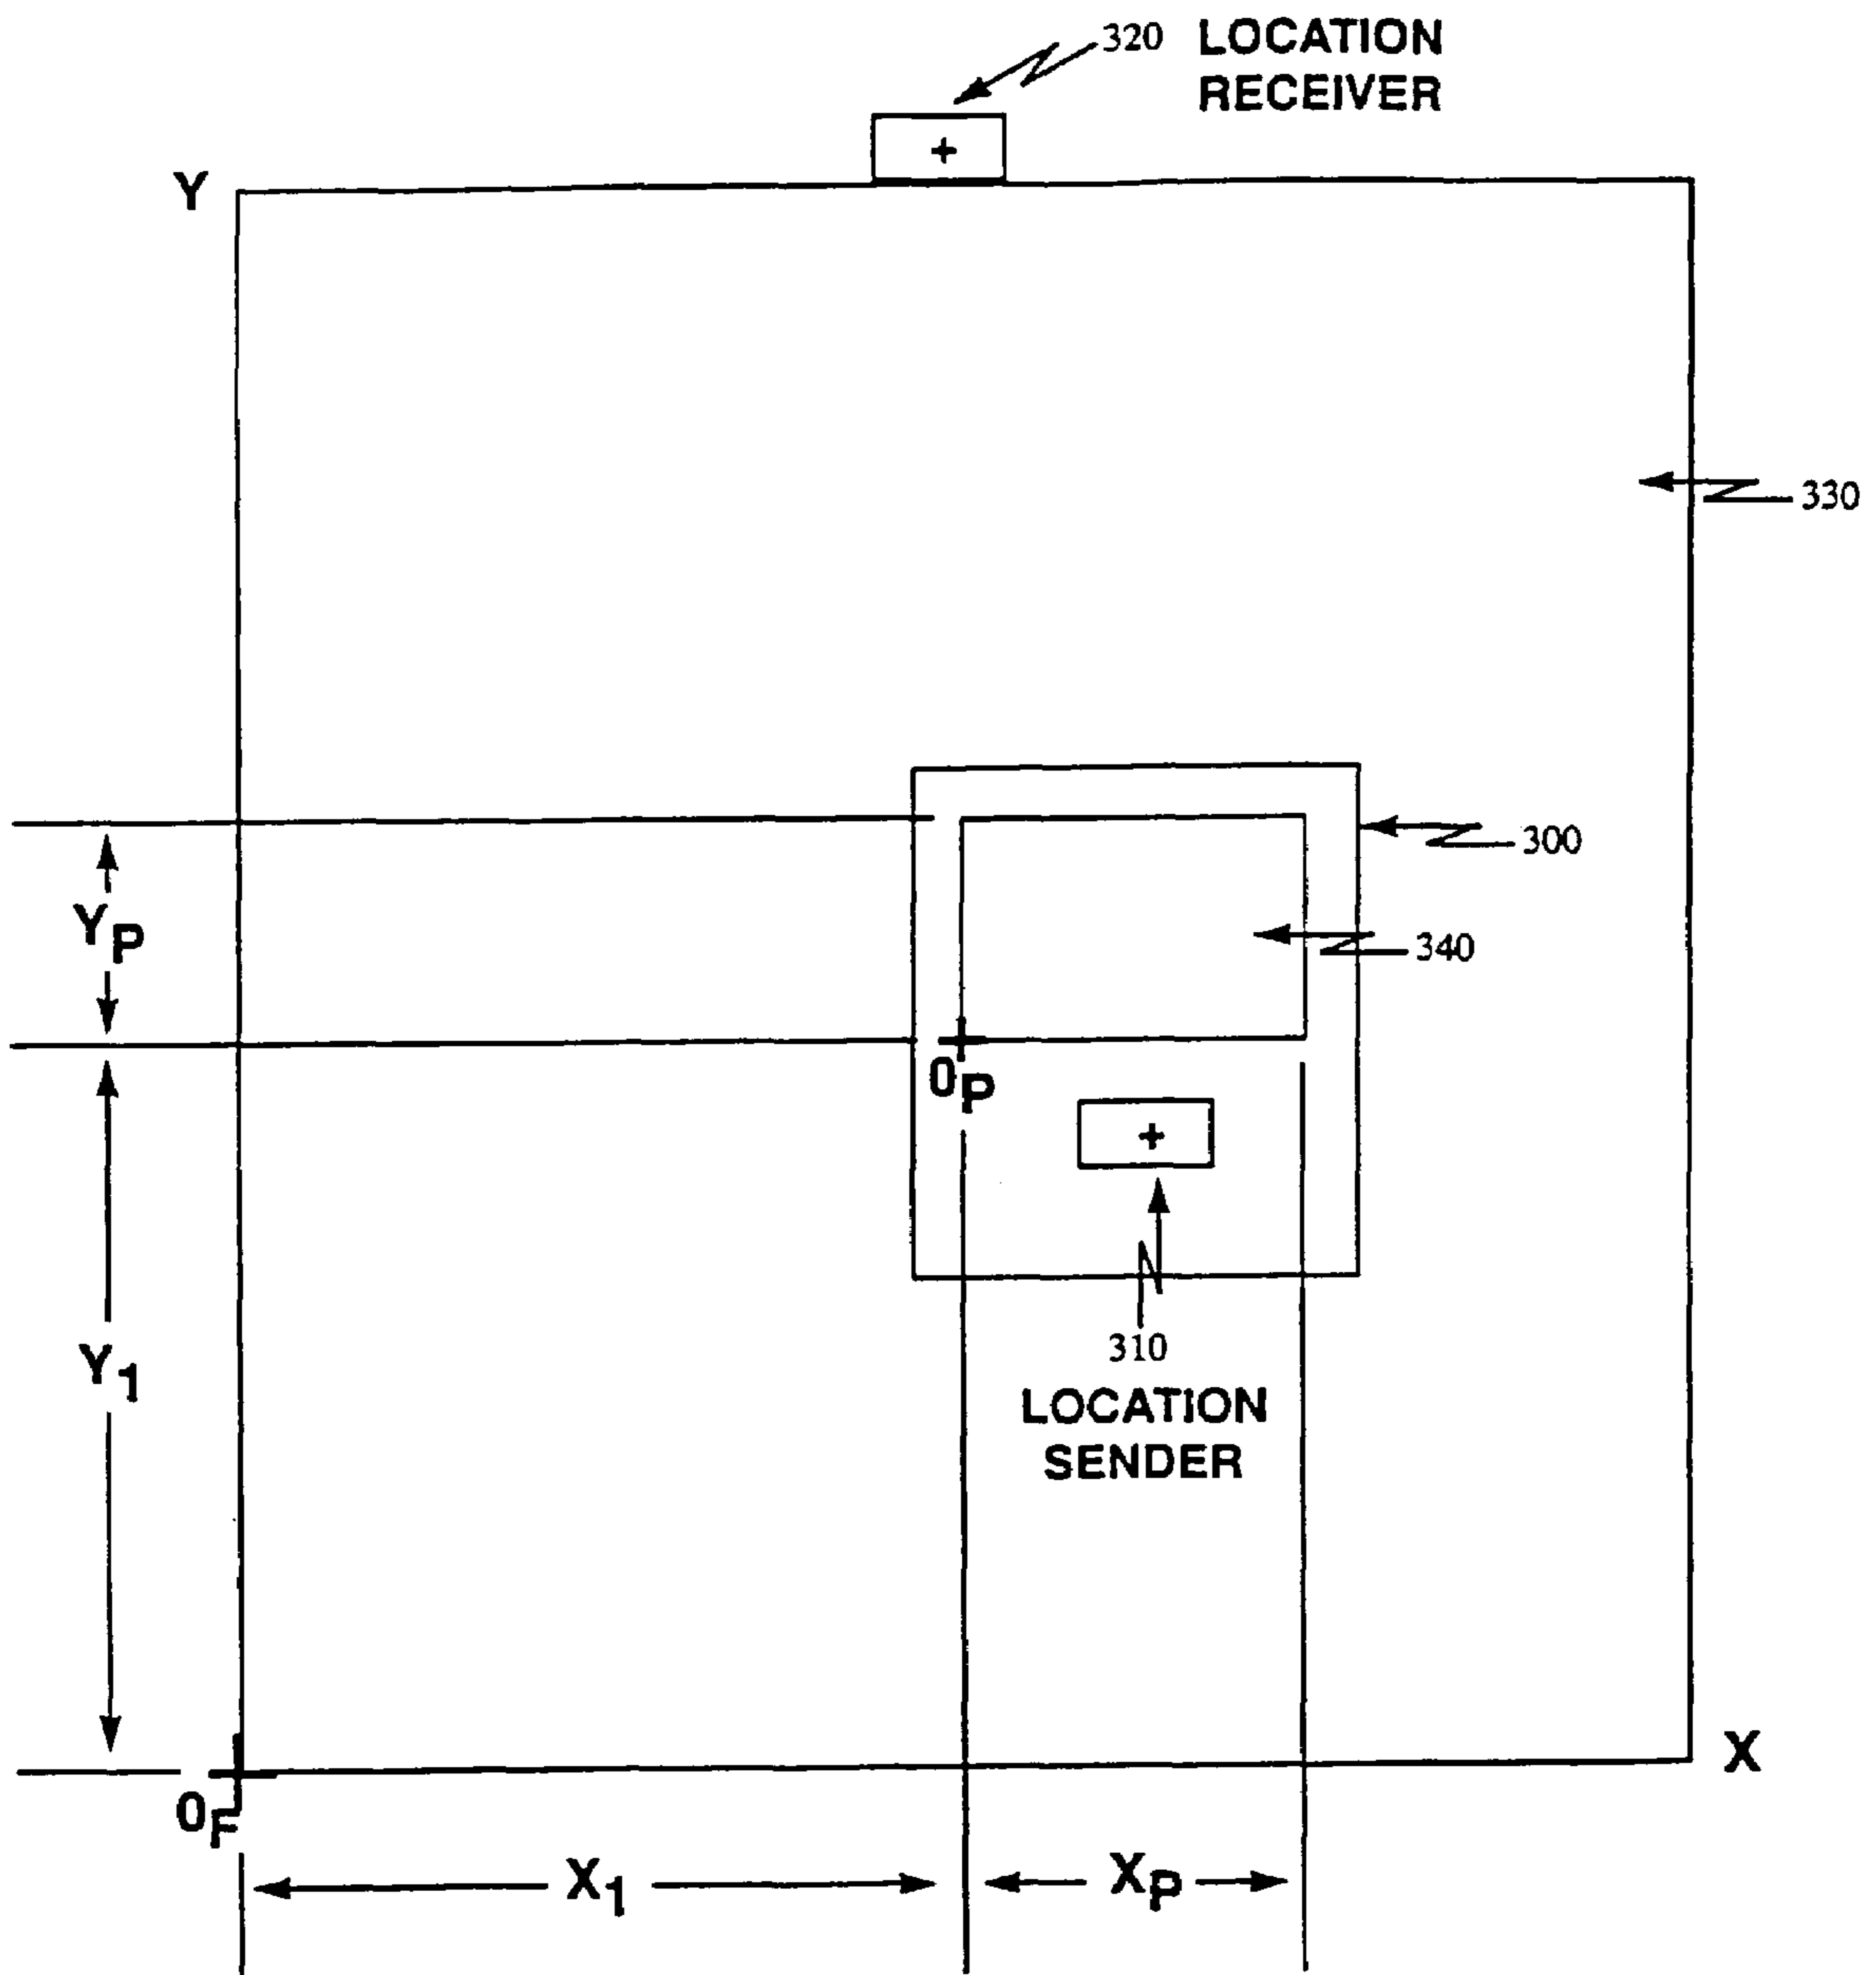 320 LOCATION
RECEIVER
Y
330
300
Yp
340
0p
310
Y1
LOCATION
SENDER
X
0F
X1
Xp